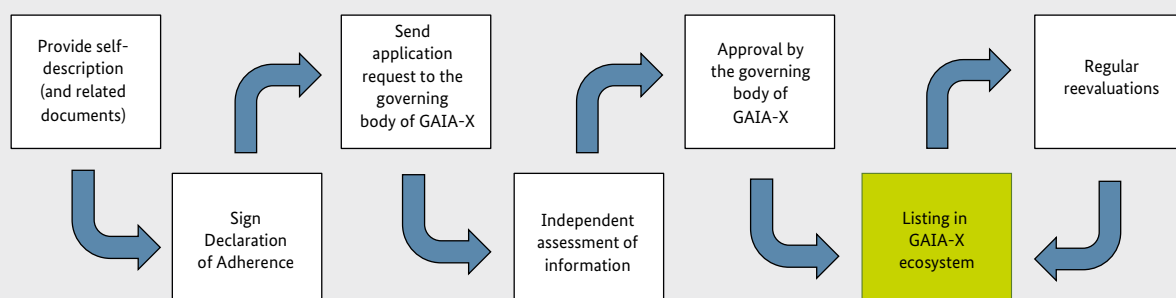 Provide self-
description
(and related
documents)
Sign
Declaration
of Adherence
Send
application
request to the
governing
body of GAIA-X
Independent
assessment of
information
Approval by
the governing
body of
GAIA-X
Listing in
GAIA-X
ecosystem
Regular
reevaluations